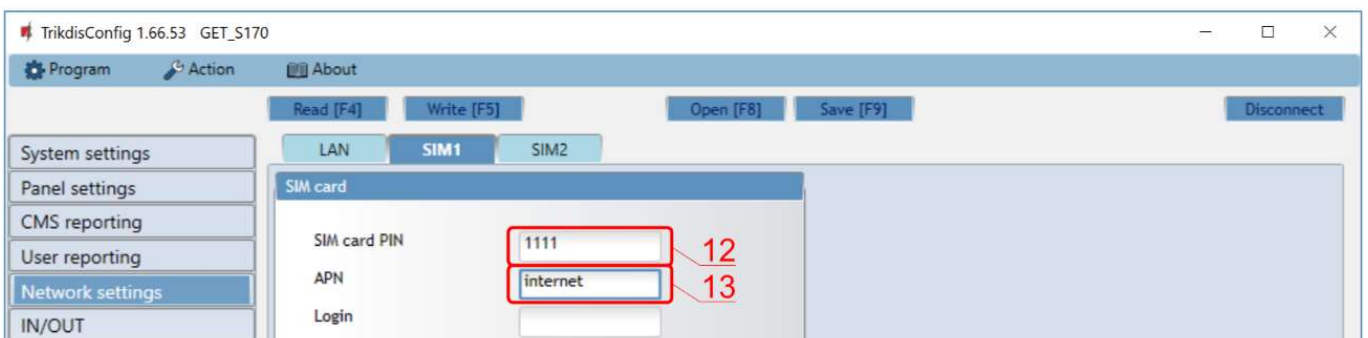 TrikdisConfig 1.66.53 GET_S170
Program Action About
Read [F4] Write [F5] Open [F8] Save [F9] Disconnect
LAN SIM1 SIM2
System settings
Panel settings
CMS reporting
User reporting
Network settings
IN/OUT
SIM card
SIM card PIN 1111 12
APN internet 13
Login